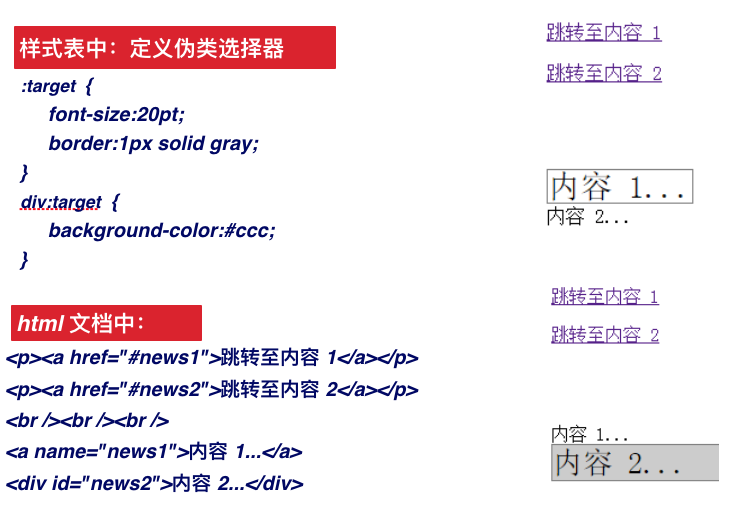 样式表中：定义伪类选择器
:target {
font-size:20pt;
border:1px solid gray;
}
div:target {
background-color:#ccc;
}
html 文档中：
<p><a href="#news1">跳转至内容 1</a></p>
<p><a href="#news2">跳转至内容 2</a></p>
<br /><br /><br />
<a name="news1">内容 1...</a>
<div id="news2">内容 2...</div>
跳转至内容 1
跳转至内容 2
内容 1...
内容 2...
跳转至内容 1
跳转至内容 2
内容 1...
内容 2...